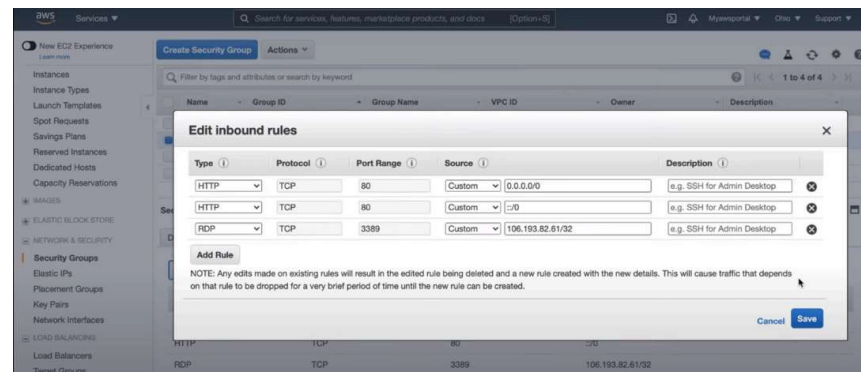 aws Services ▼ Search for services, features, marketplace products, and docs [Option+S] Myawsportal ▼ Ohio ▼ Support ▼
New EC2 Experience
Learn more
Create Security Group Actions
Instances
Instance Types
Launch Templates
Spot Requests
Savings Plans
Reserved Instances
Dedicated Hosts
Capacity Reservations
IMAGES
ELASTIC BLOCK STORE
NETWORK & SECURITY
Security Groups
Elastic IPs
Placement Groups
Key Pairs
Network Interfaces
LOAD BALANCING
Load Balancers
Target Groups
Filter by tags and attributes or search by keyword 1 to 4 of 4
Name Group ID Group Name VPC ID Owner Description
Edit inbound rules
Type Protocol Port Range Source Description
HTTP TCP 80 Custom 0.0.0.0/0 e.g. SSH for Admin Desktop
HTTP TCP 80 Custom ::/0 e.g. SSH for Admin Desktop
RDP TCP 3389 Custom 106.193.82.61/32 e.g. SSH for Admin Desktop
Add Rule
NOTE: Any edits made on existing rules will result in the edited rule being deleted and a new rule created with the new details. This will cause traffic that depends
on that rule to be dropped for a very brief period of time until the new rule can be created.
Cancel Save
HTTP TCP 80 ::/0
RDP TCP 3389 106.193.82.61/32